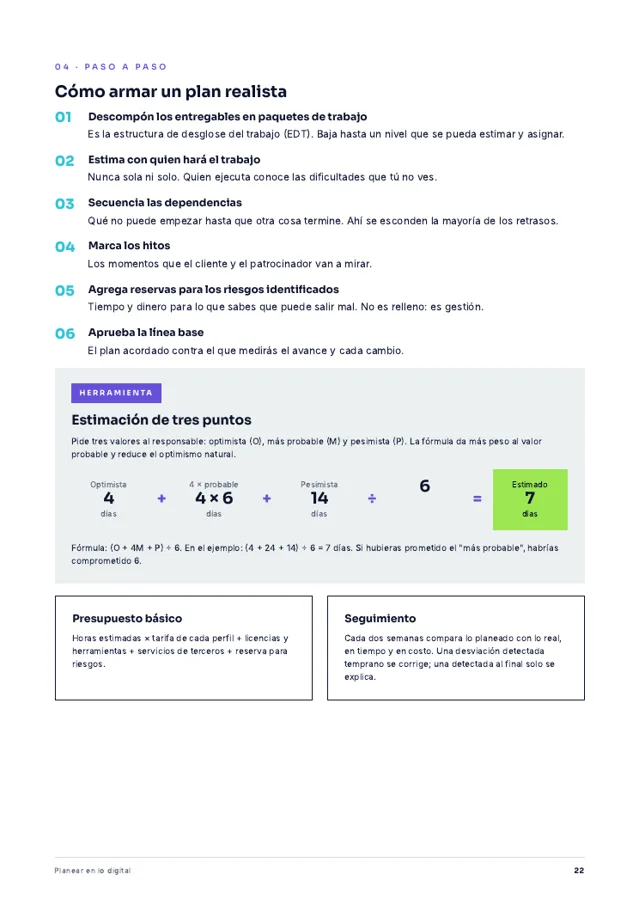 04 · PASO A PASO
Cómo armar un plan realista
01 Descompón los entregables en paquetes de trabajo
Es la estructura de desglose del trabajo (EDT). Baja hasta un nivel que se pueda estimar y asignar.
02 Estima con quien hará el trabajo
Nunca sola ni solo. Quien ejecuta conoce las dificultades que tú no ves.
03 Secuencia las dependencias
Qué no puede empezar hasta que otra cosa termine. Ahí se esconden la mayoría de los retrasos.
04 Marca los hitos
Los momentos que el cliente y el patrocinador van a mirar.
05 Agrega reservas para los riesgos identificados
Tiempo y dinero para lo que sabes que puede salir mal. No es relleno: es gestión.
06 Aprueba la línea base
El plan acordado contra el que medirás el avance y cada cambio.
HERRAMIENTA
Estimación de tres puntos
Pide tres valores al responsable: optimista (O), más probable (M) y pesimista (P). La fórmula da más peso al valor
probable y reduce el optimismo natural.
Optimista 4 × probable Pesimista Estimado
4 + 4 × 6 + 14 ÷ 6 = 7
días días días días
Fórmula: (O + 4M + P) ÷ 6. En el ejemplo: (4 + 24 + 14) ÷ 6 = 7 días. Si hubieras prometido el "más probable", habrías
comprometido 6.
Presupuesto básico
Horas estimadas × tarifa de cada perfil + licencias y
herramientas + servicios de terceros + reserva para
riesgos.
Seguimiento
Cada dos semanas compara lo planeado con lo real,
en tiempo y en costo. Una desviación detectada
temprano se corrige; una detectada al final solo se
explica.
Planear en lo digital 22